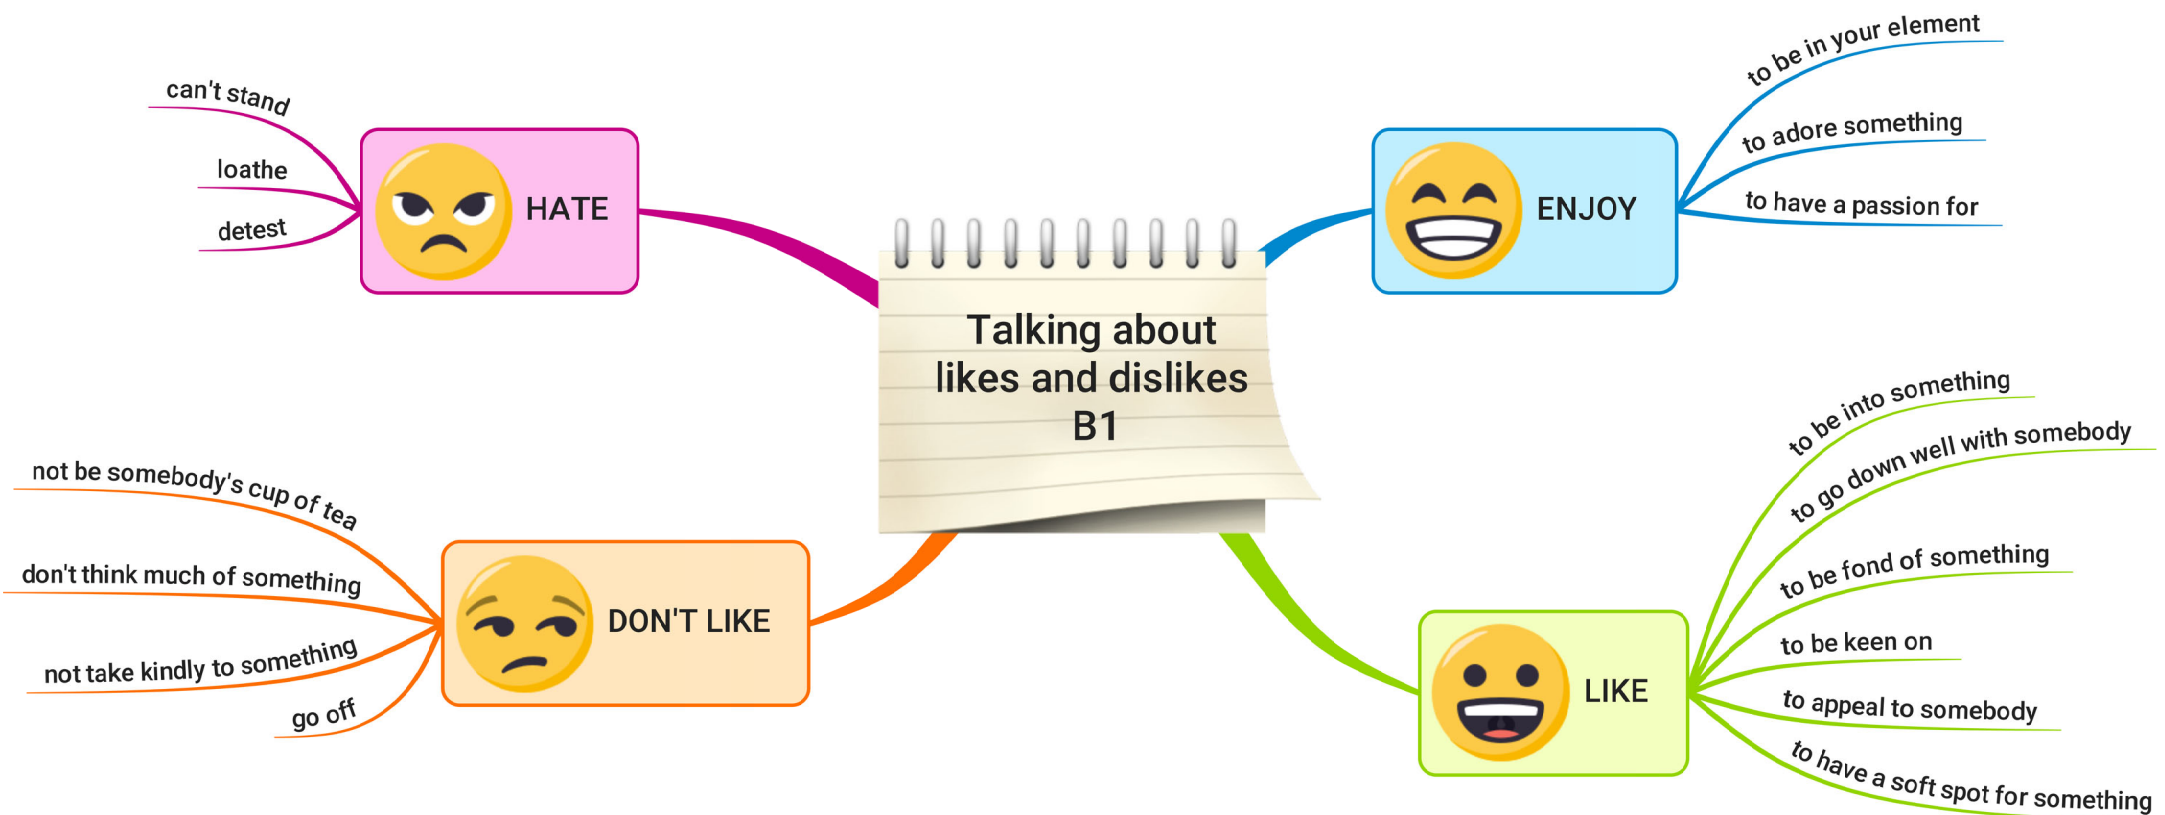 Talking about
likes and dislikes
B1
HATE
can't stand
loathe
detest
DON'T LIKE
not be somebody's cup of tea
don't think much of something
not take kindly to something
go off
ENJOY
to be in your element
to adore something
to have a passion for
LIKE
to be into something
to go down well with somebody
to be fond of something
to be keen on
to appeal to somebody
to have a soft spot for something